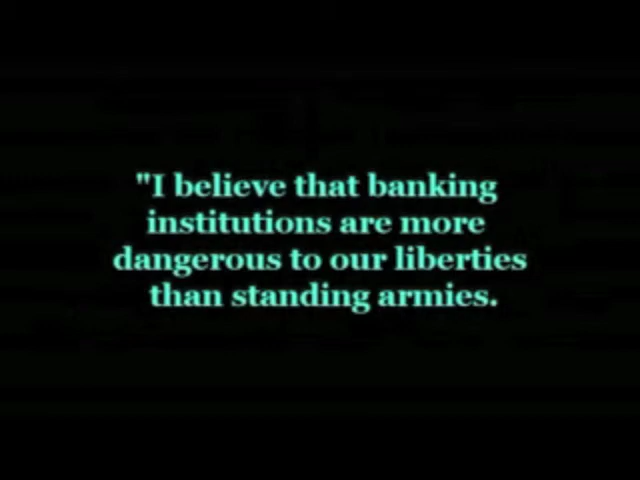 "I believe that banking
institutions are more
dangerous to our liberties
than standing armies.